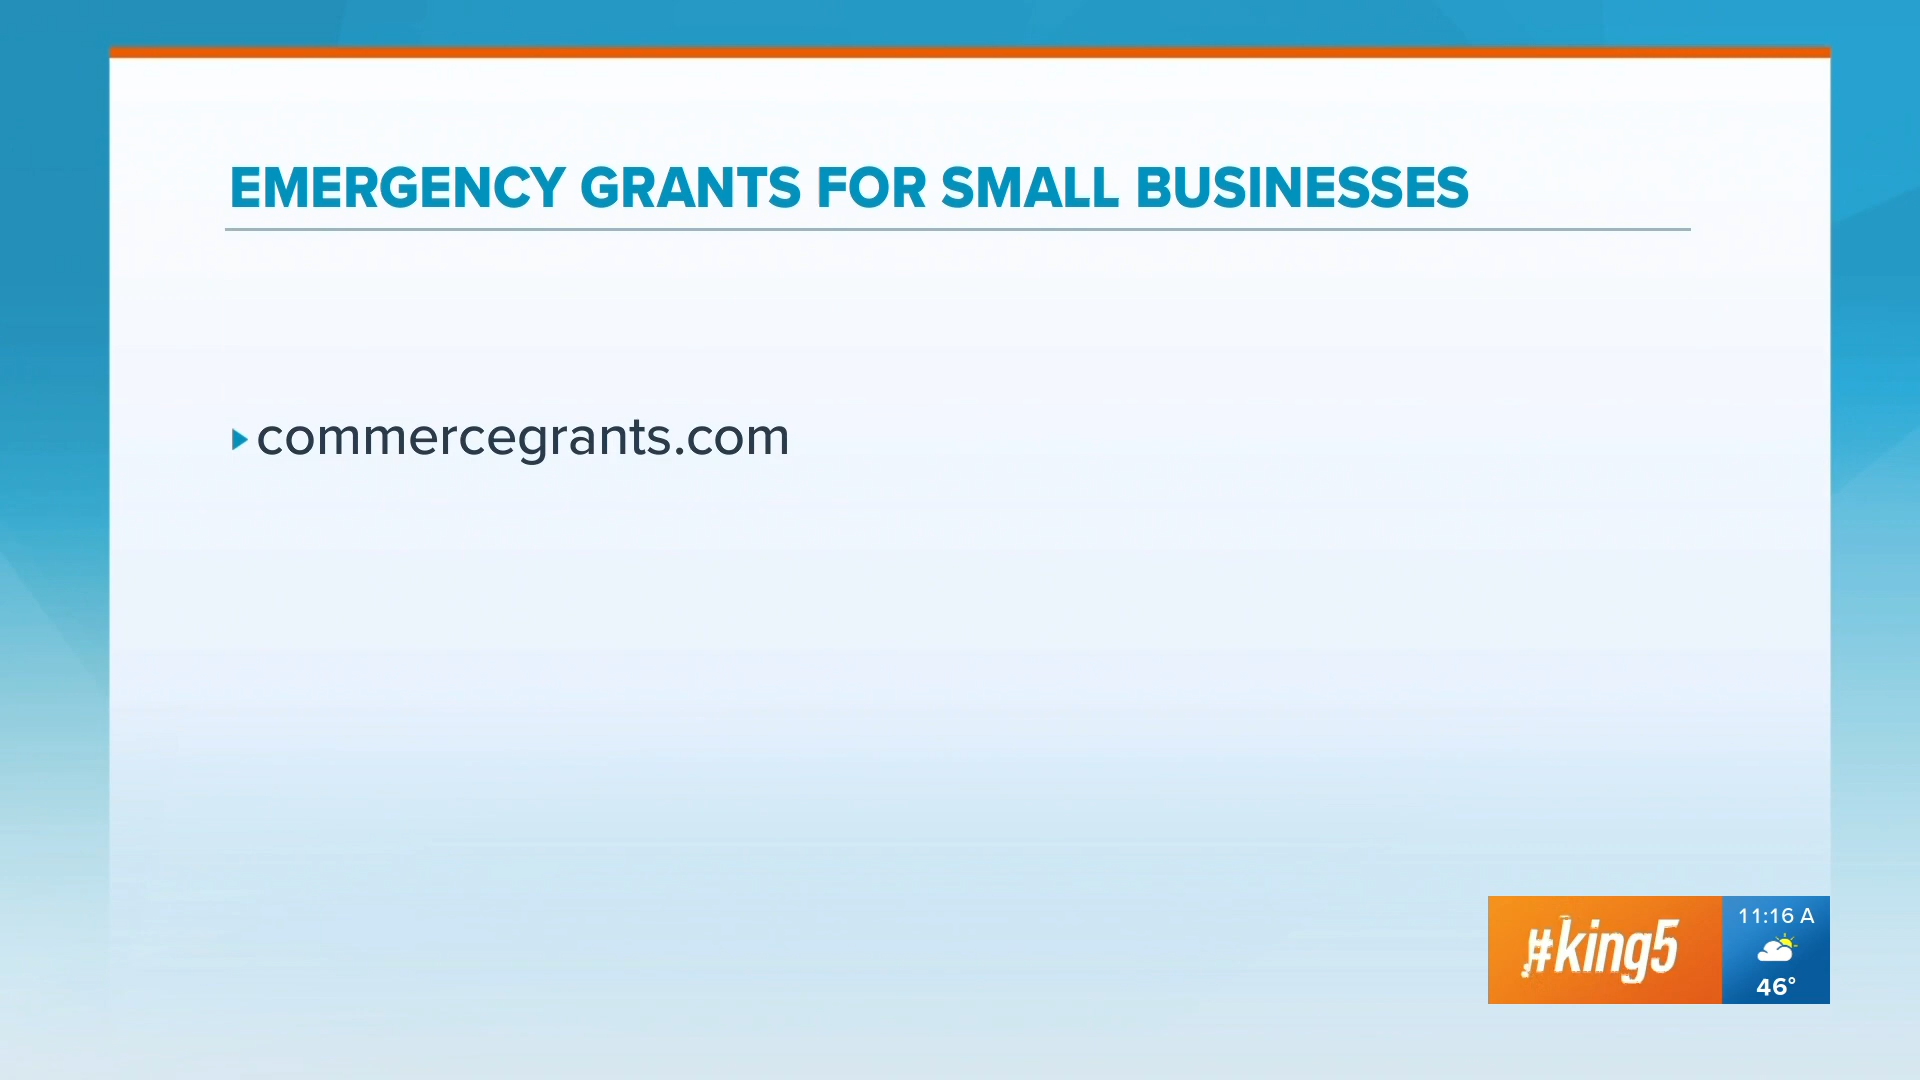 EMERGENCY GRANTS FOR SMALL BUSINESSES
commercegrants.com
#king5
11:16 A
46°